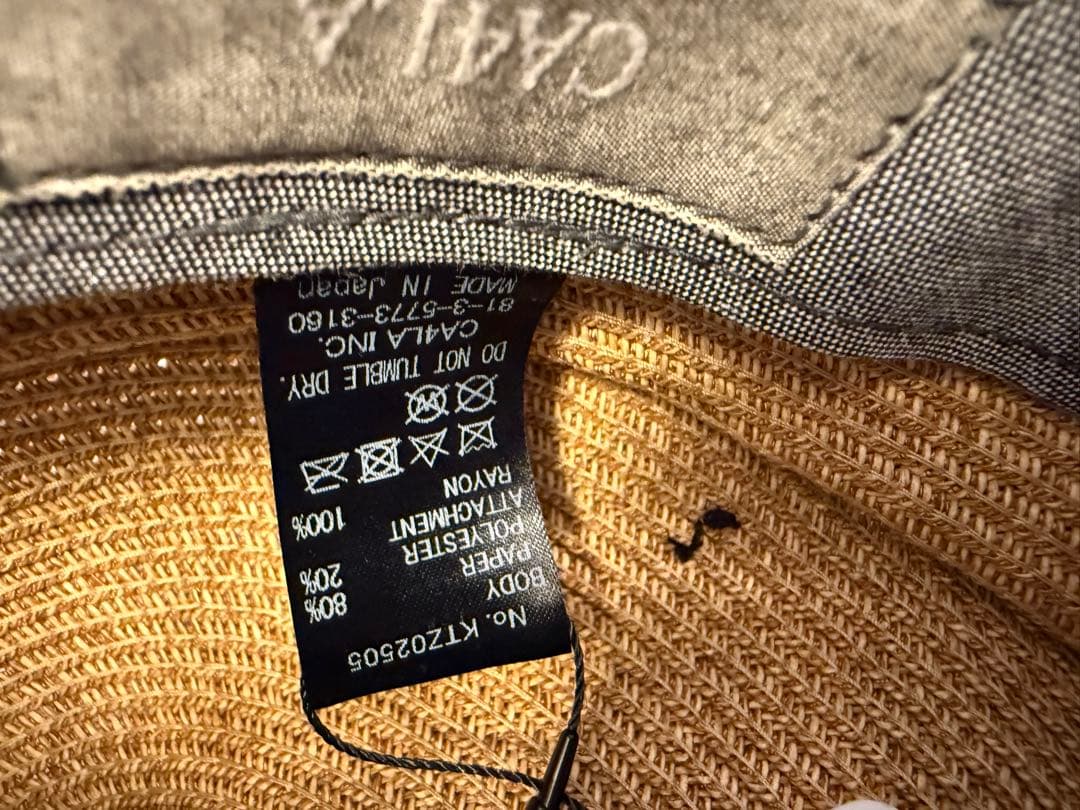 CA4LA
No. KTZ02505
BODY
PAPER 80%
POLYESTER 20%
ATTACHMENT
RAYON 100%
W
DO NOT TUMBLE DRY.
CA4LA INC.
81-3-5773-3160
MADE IN Japan